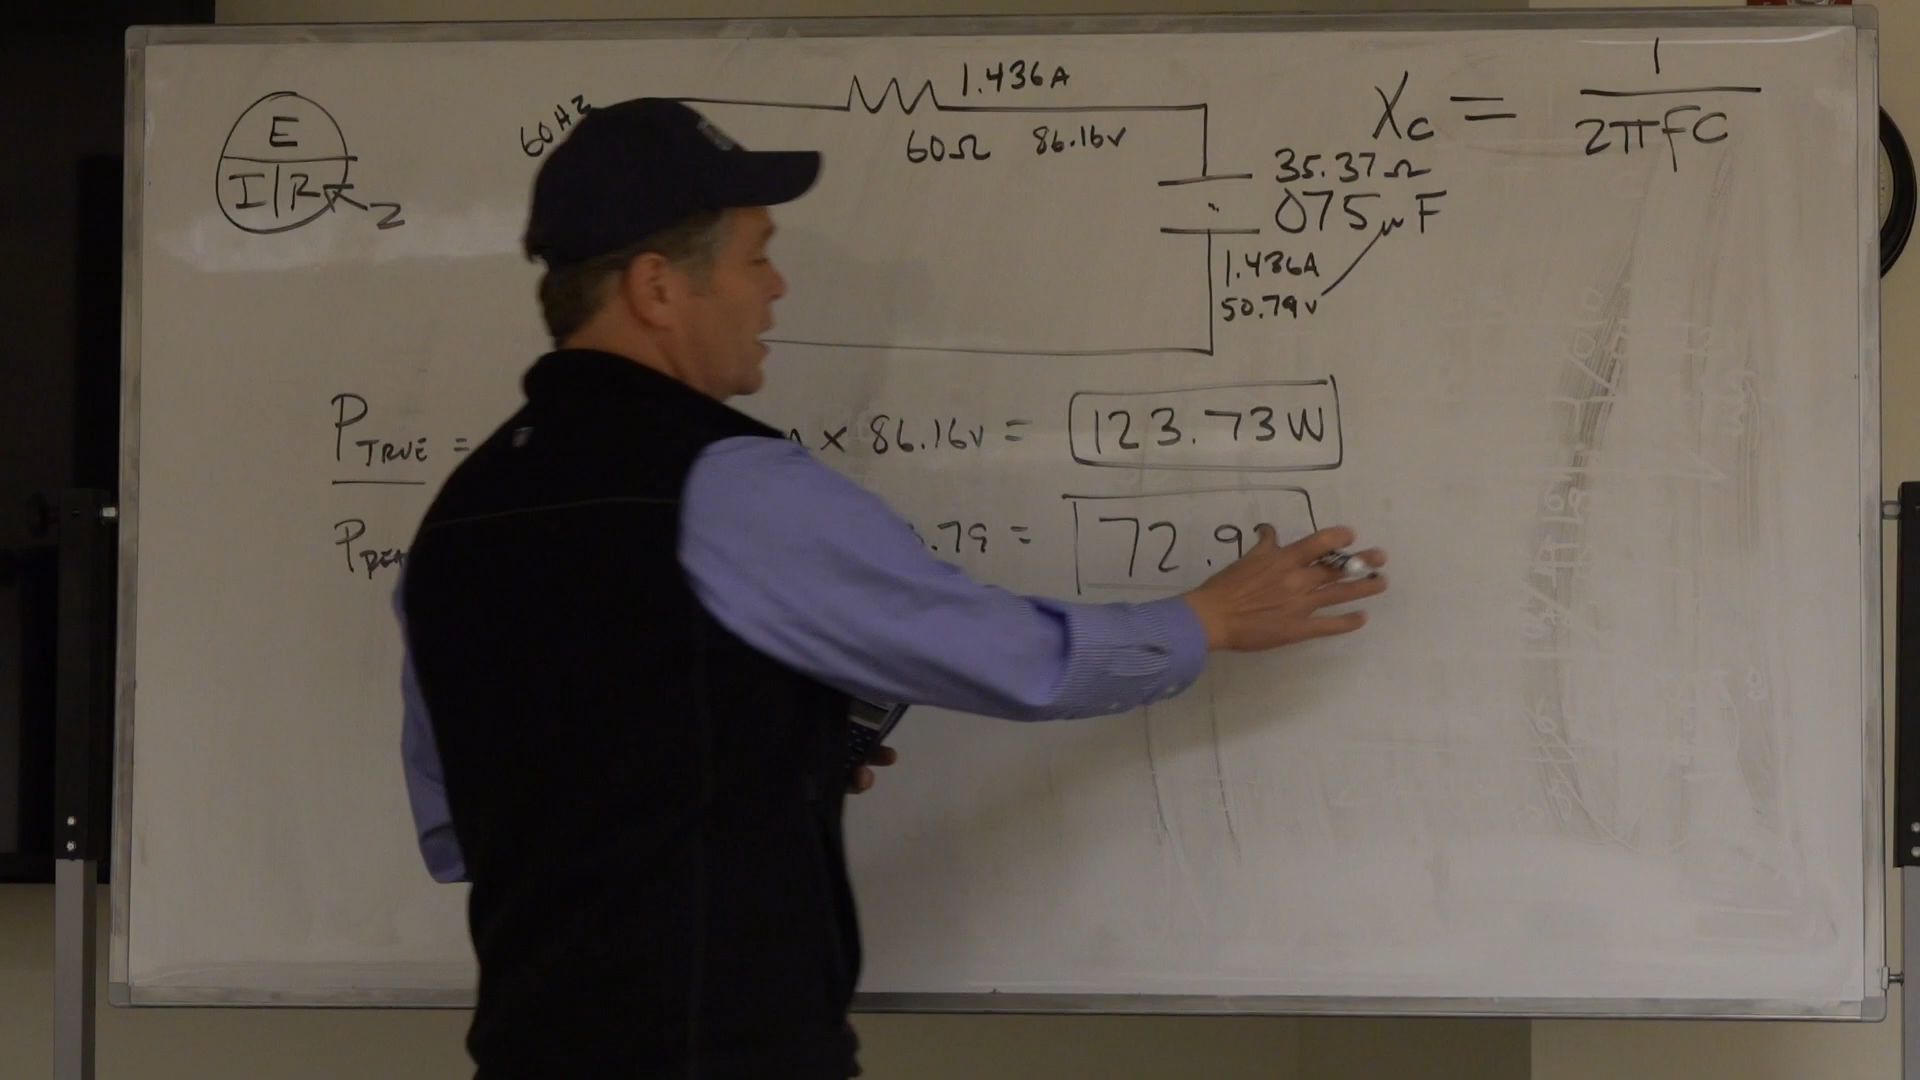 E
I | R
Z
60HZ
1.436A
60Ω 86.16V
Xc = 1
2πfC
35.37Ω
075µF
1.436A
50.79V
PTRUE = x 86.16V = 123.73W
.79 = 72.9